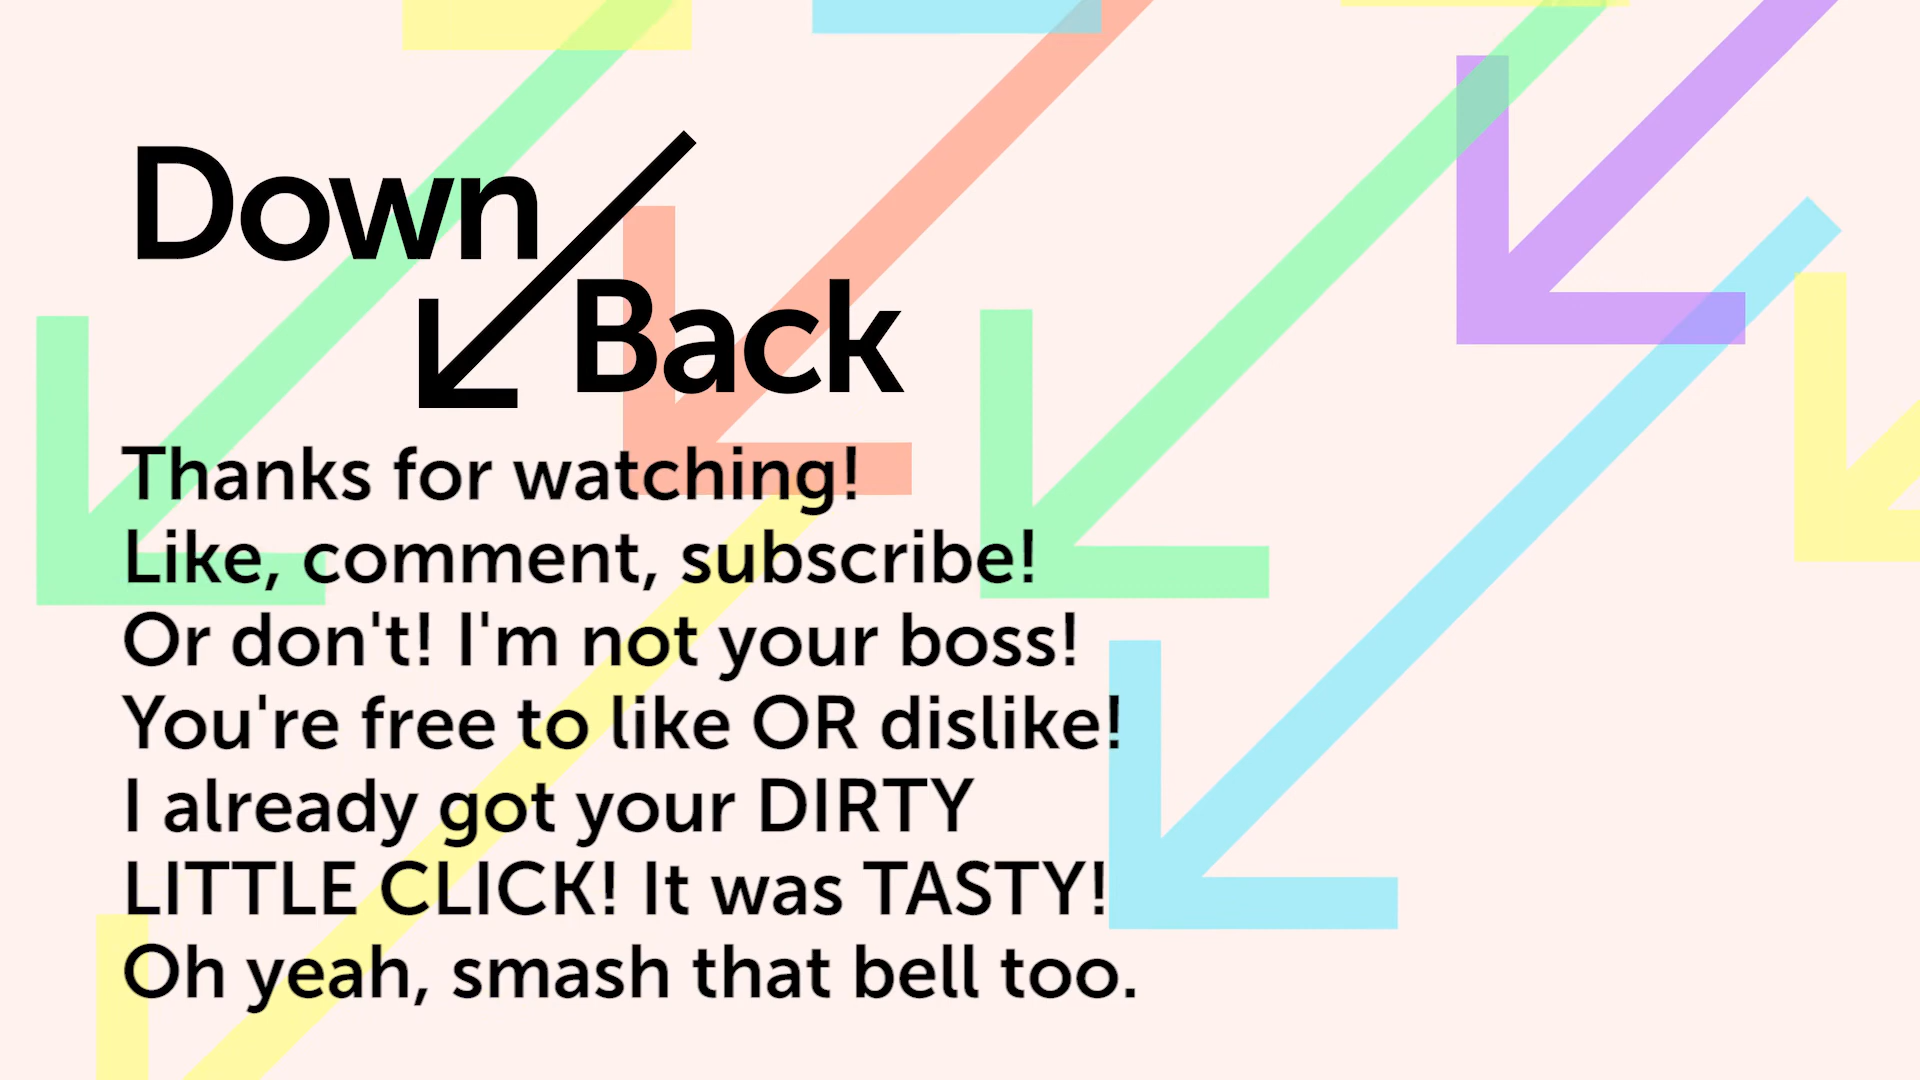 Down
Back
Thanks for watching!
Like, comment, subscribe!
Or don't! I'm not your boss!
You're free to like OR dislike!
I already got your DIRTY
LITTLE CLICK! It was TASTY!
Oh yeah, smash that bell too.